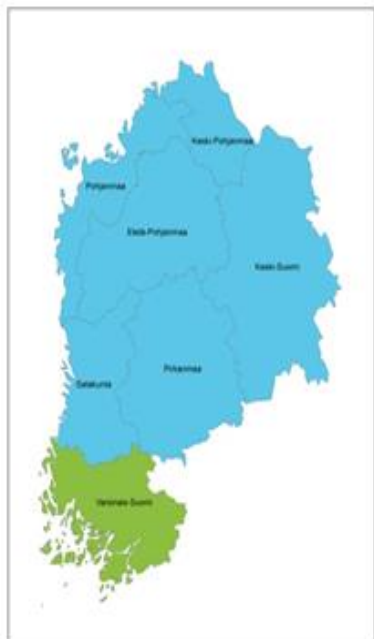 Keski-Pohjanmaa
Pohjanmaa
Etelä-Pohjanmaa
Keski-Suomi
Pirkanmaa
Satakunta
Varsinais-Suomi